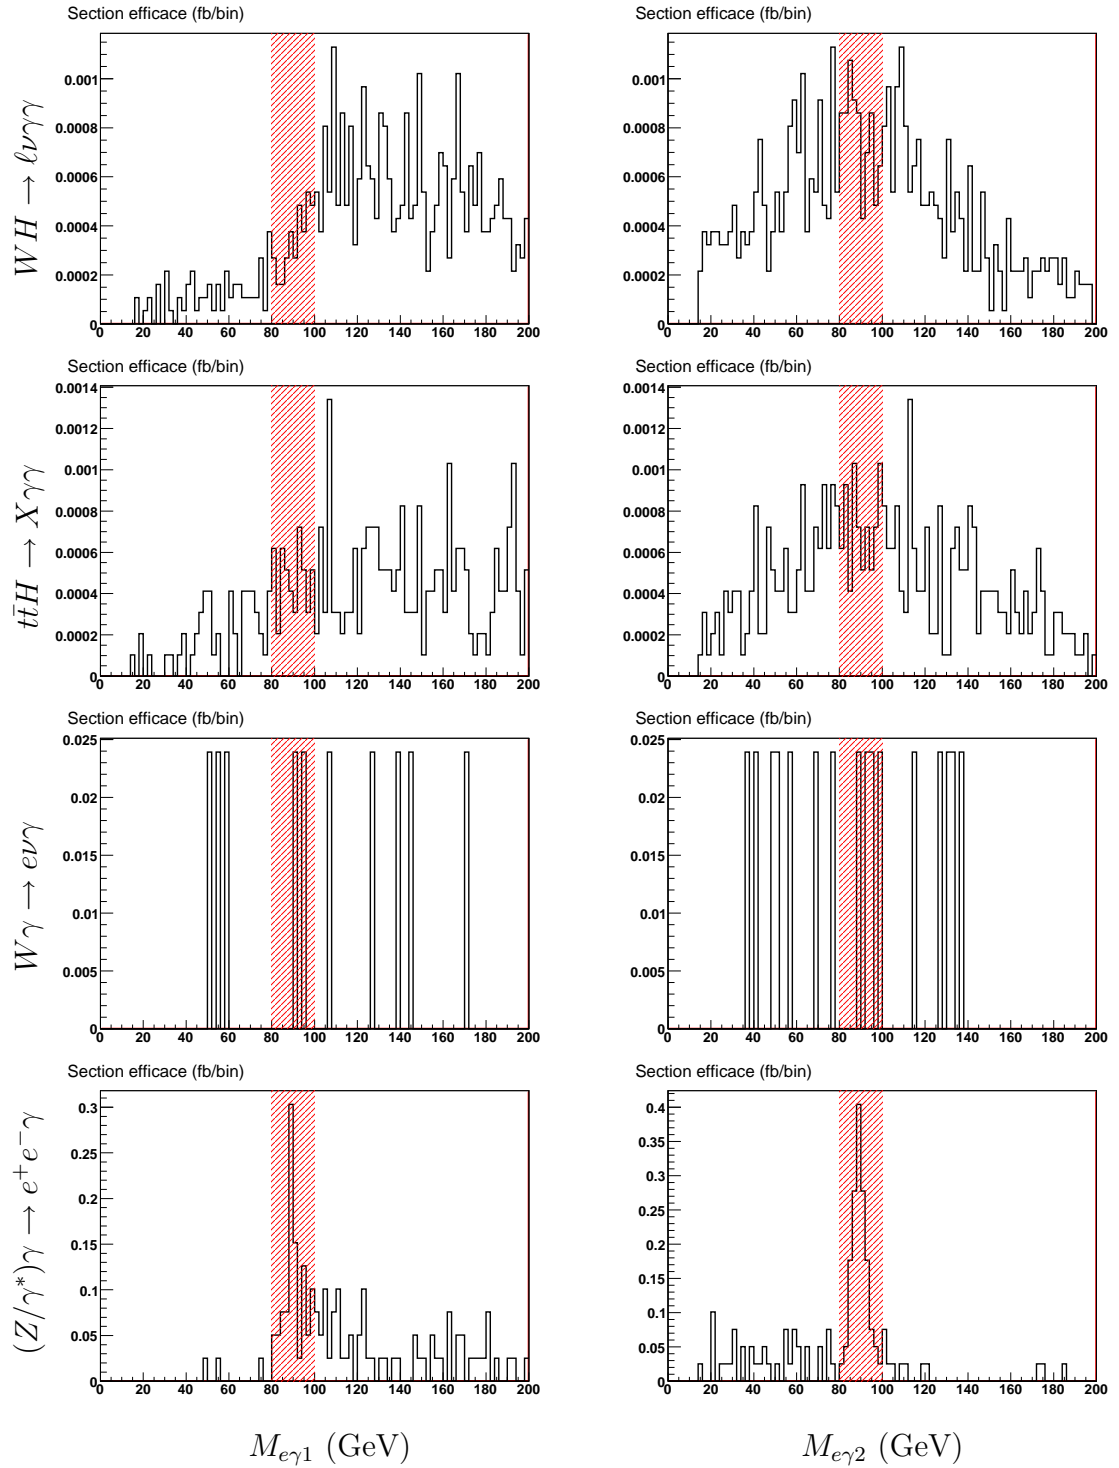 Section efficace (fb/bin)
0.001
0.0008
0.0006
0.0004
0.0002
0
0 20 40 60 80 100 120 140 160 180 200
WH → ℓνγγ
Section efficace (fb/bin)
0.001
0.0008
0.0006
0.0004
0.0002
0
0 20 40 60 80 100 120 140 160 180 200
Section efficace (fb/bin)
0.0014
0.0012
0.001
0.0008
0.0006
0.0004
0.0002
0
0 20 40 60 80 100 120 140 160 180 200
tt̄H → Xγγ
Section efficace (fb/bin)
0.0014
0.0012
0.001
0.0008
0.0006
0.0004
0.0002
0
0 20 40 60 80 100 120 140 160 180 200
Section efficace (fb/bin)
0.025
0.02
0.015
0.01
0.005
0
0 20 40 60 80 100 120 140 160 180 200
Wγ → eνγ
Section efficace (fb/bin)
0.025
0.02
0.015
0.01
0.005
0
0 20 40 60 80 100 120 140 160 180 200
Section efficace (fb/bin)
0.3
0.25
0.2
0.15
0.1
0.05
0
0 20 40 60 80 100 120 140 160 180 200
(Z/γ*)γ → e⁺e⁻γ
Section efficace (fb/bin)
0.4
0.35
0.3
0.25
0.2
0.15
0.1
0.05
0
0 20 40 60 80 100 120 140 160 180 200
M_{eγ1} (GeV)
M_{eγ2} (GeV)